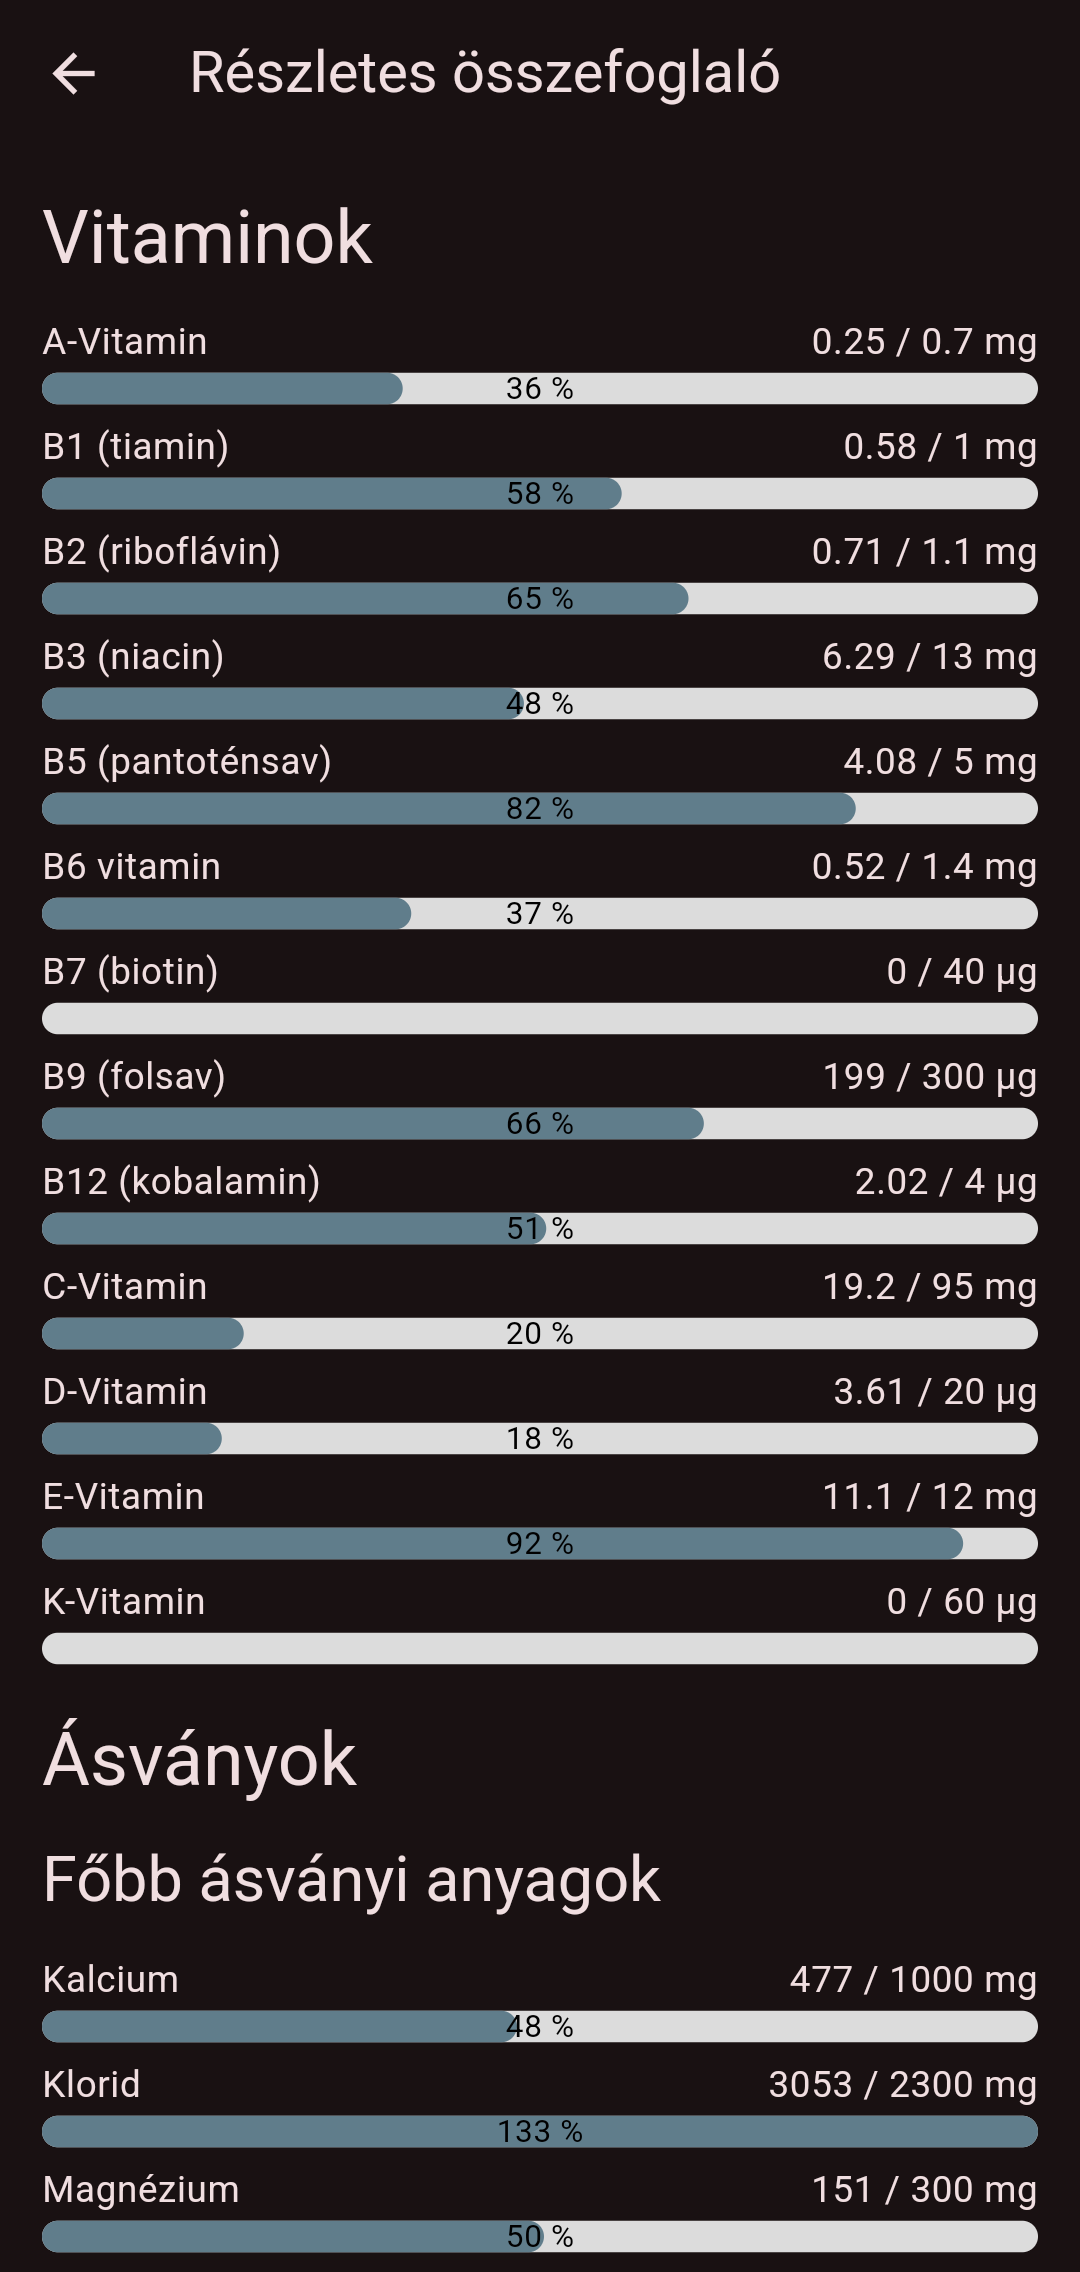 Részletes összefoglaló
Vitaminok
A-Vitamin 0.25 / 0.7 mg
36 %
B1 (tiamin) 0.58 / 1 mg
58 %
B2 (riboflávin) 0.71 / 1.1 mg
65 %
B3 (niacin) 6.29 / 13 mg
48 %
B5 (pantoténsav) 4.08 / 5 mg
82 %
B6 vitamin 0.52 / 1.4 mg
37 %
B7 (biotin) 0 / 40 µg
B9 (folsav) 199 / 300 µg
66 %
B12 (kobalamin) 2.02 / 4 µg
51 %
C-Vitamin 19.2 / 95 mg
20 %
D-Vitamin 3.61 / 20 µg
18 %
E-Vitamin 11.1 / 12 mg
92 %
K-Vitamin 0 / 60 µg
Ásványok
Főbb ásványi anyagok
Kalcium 477 / 1000 mg
48 %
Klorid 3053 / 2300 mg
133 %
Magnézium 151 / 300 mg
50 %